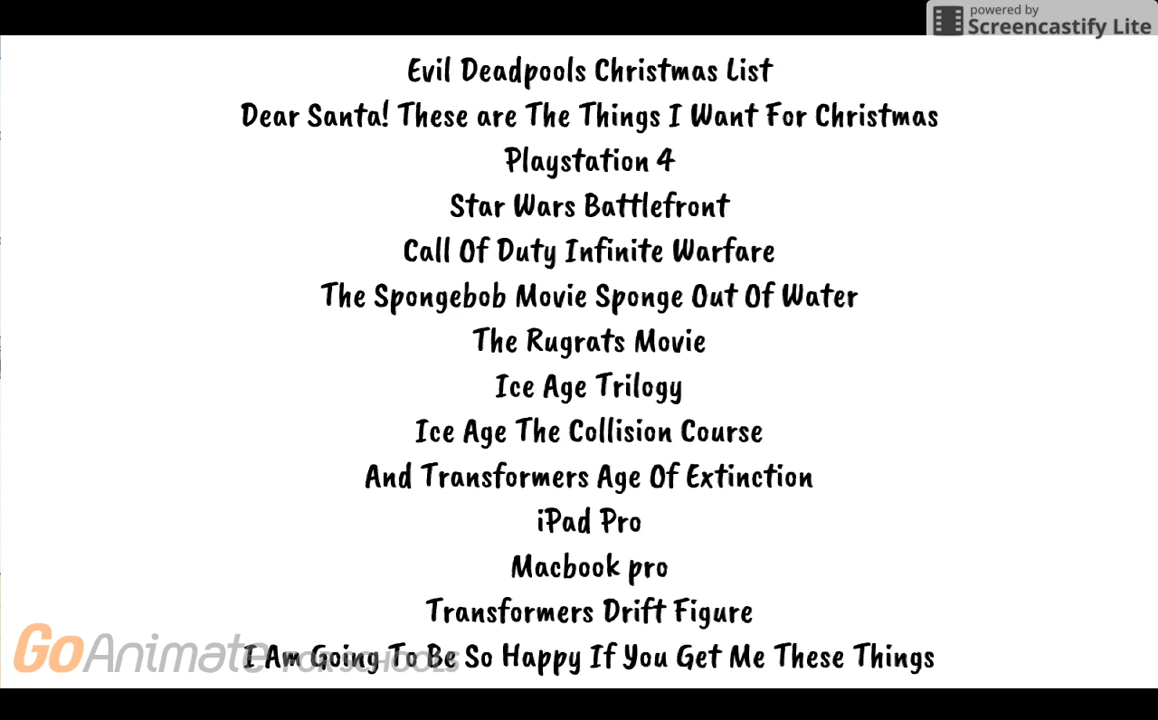 powered by
Screencastify Lite
Evil Deadpools Christmas List
Dear Santa! These are The Things I Want For Christmas
Playstation 4
Star Wars Battlefront
Call Of Duty Infinite Warfare
The Spongebob Movie Sponge Out Of Water
The Rugrats Movie
Ice Age Trilogy
Ice Age The Collision Course
And Transformers Age Of Extinction
iPad Pro
Macbook pro
Transformers Drift Figure
I Am Going To Be So Happy If You Get Me These Things
GoAnimate FOR SCHOOLS